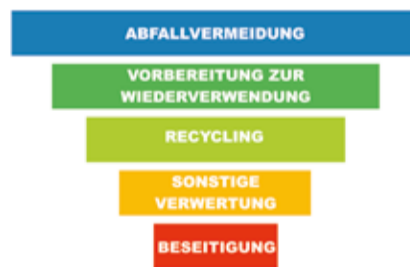 ABFALLVERMEIDUNG
VORBEREITUNG ZUR
WIEDERVERWENDUNG
RECYCLING
SONSTIGE
VERWERTUNG
BESEITIGUNG